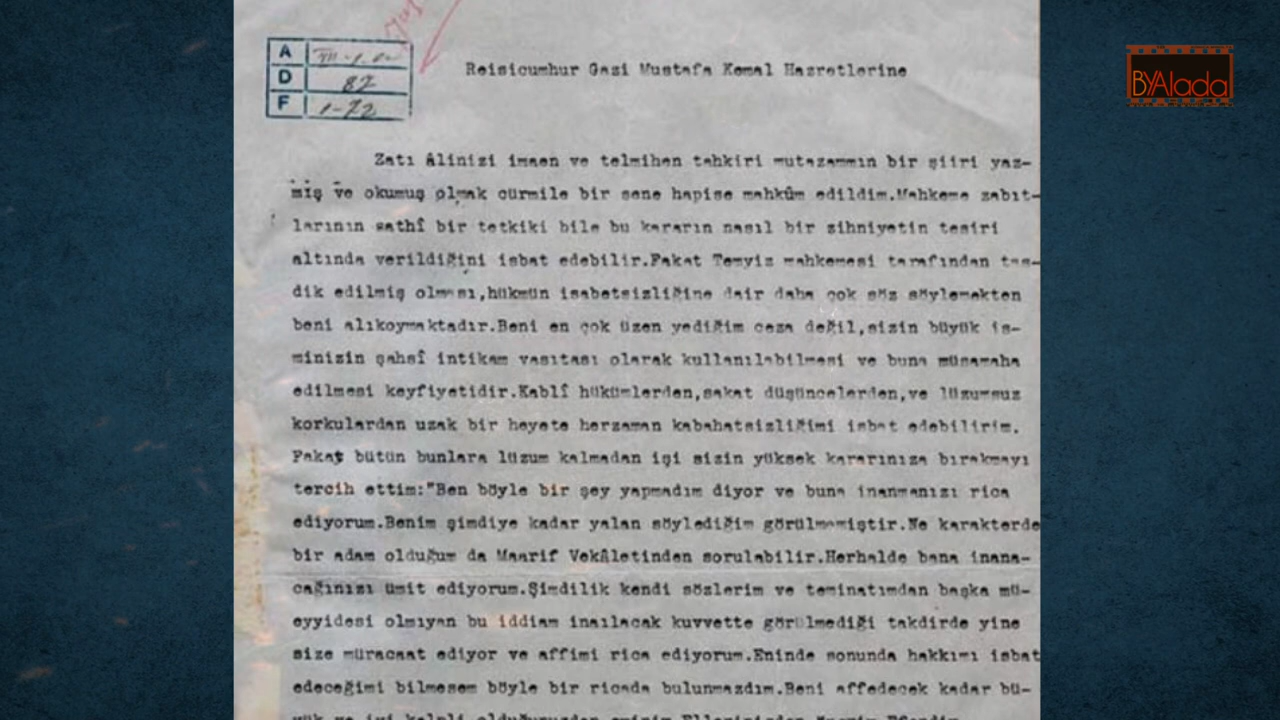 A
D 82
F 1-72
Reisicumhur Gazi Mustafa Kemal Hazretlerine
BYAlada
Zatı âlinizi imaen ve telmihen tahkiri mutazammın bir şiiri yaz-
mış ve okumuş olmak cürmile bir sene hapise mahkûm edildim.Mahkeme zabıt-
larının sathî bir tetkiki bile bu kararın nasıl bir zihniyetin tesiri
altında verildiğini isbat edebilir.Fakat Temyiz mahkemesi tarafından tas-
dik edilmiş olması,hükmün isabetsizliğine dair daha çok söz söylemekten
beni alıkoymaktadır.Beni en çok üzen yediğim ceza değil,sizin büyük is-
minizin şahsî intikam vasıtası olarak kullanılabilmesi ve buna müsamaha
edilmesi keyfiyetidir.Kablî hükümlerden,sakat düşüncelerden,ve lüzumsuz
korkulardan uzak bir heyete herzaman kabahatsizliğimi isbat edebilirim.
Fakat bütün bunlara lüzum kalmadan işi sizin yüksek kararınıza bırakmayı
tercih ettim:"Ben böyle bir şey yapmadım diyor ve buna inanmanızı rica
ediyorum.Benim şimdiye kadar yalan söylediğim görülmemiştir.Ne karakterde
bir adam olduğum da Maarif Vekâletinden sorulabilir.Herhalde bana inana-
cağınızı ümit ediyorum.Şimdilik kendi sözlerim ve teminatımdan başka mü-
eyyidesi olmıyan bu iddiam inaılacak kuvvette görülmediği takdirde yine
size müracaat ediyor ve affimi rica ediyorum.Eninde sonunda hakkımı isbat
edeceğimi bilmesem böyle bir ricada bulunmazdım.Beni affedecek kadar bü-